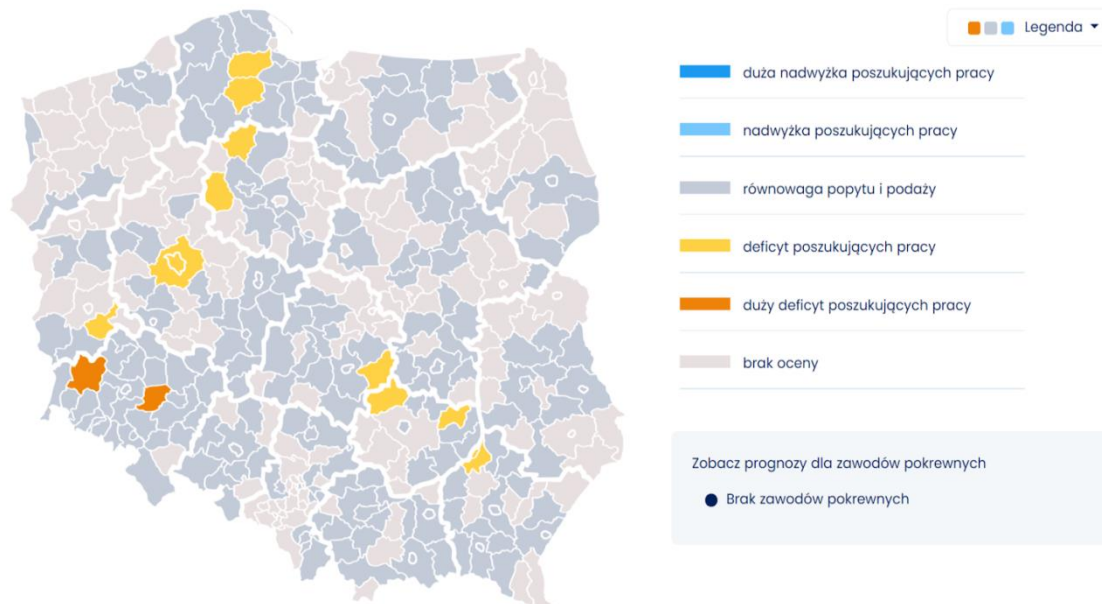 Legenda
duża nadwyżka poszukujących pracy
nadwyżka poszukujących pracy
równowaga popytu i podaży
deficyt poszukujących pracy
duży deficyt poszukujących pracy
brak oceny
Zobacz prognozy dla zawodów pokrewnych
Brak zawodów pokrewnych